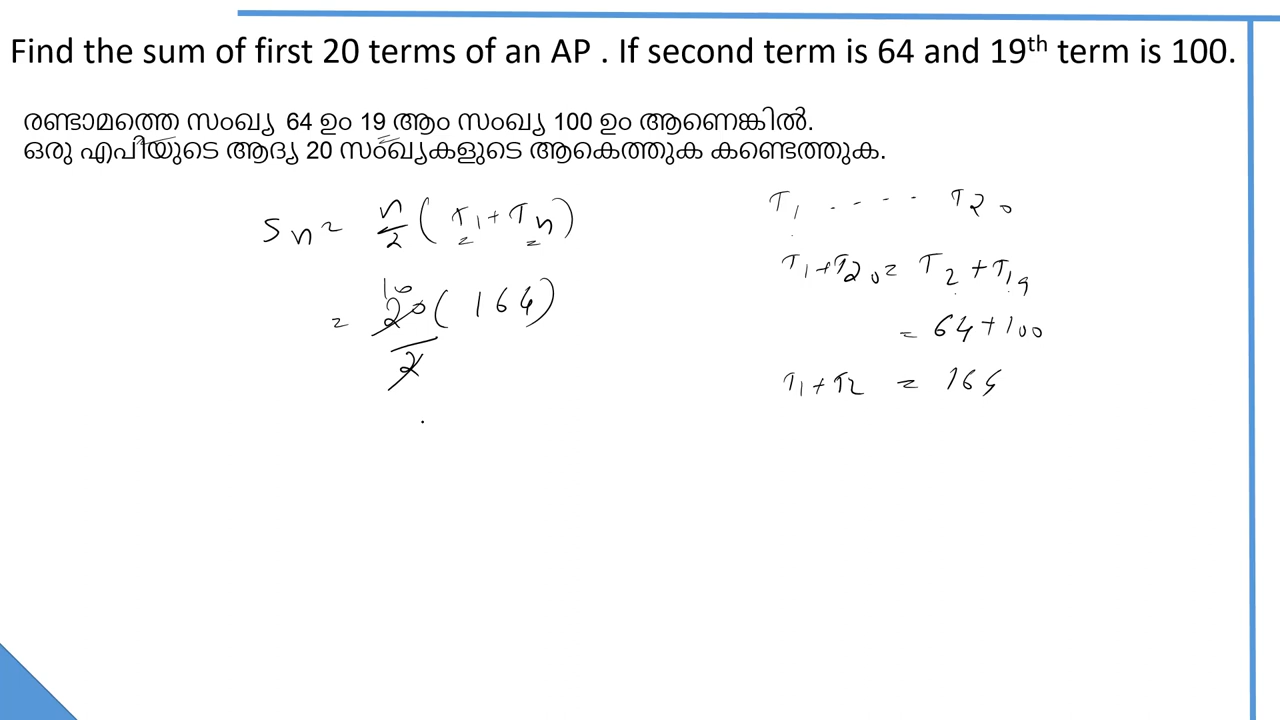 Find the sum of first 20 terms of an AP . If second term is 64 and 19th term is 100.
രണ്ടാമത്തെ സംഖ്യ 64 ഉം 19 ആം സംഖ്യ 100 ഉം ആണെങ്കിൽ.
ഒരു എപിയുടെ ആദ്യ 20 സംഖ്യകളുടെ ആകെത്തുക കണ്ടെത്തുക.
Sn = n/2 ( T1 + Tn )
= 20/2 ( 164 )
10
T1 . . . . T20
T1 + T20 = T2 + T19
= 64 + 100
T1 + T2 = 164